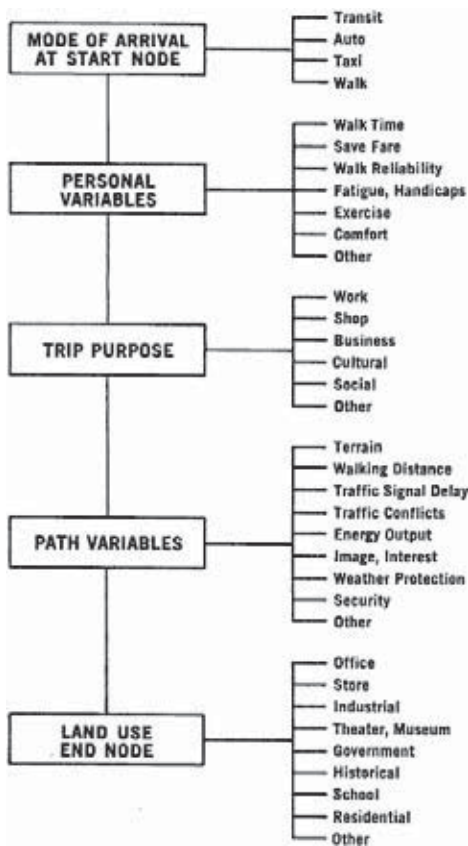 MODE OF ARRIVAL
AT START NODE
Transit
Auto
Taxi
Walk
PERSONAL
VARIABLES
Walk Time
Save Fare
Walk Reliability
Fatigue, Handicaps
Exercise
Comfort
Other
TRIP PURPOSE
Work
Shop
Business
Cultural
Social
Other
PATH VARIABLES
Terrain
Walking Distance
Traffic Signal Delay
Traffic Conflicts
Energy Output
Image, Interest
Weather Protection
Security
Other
LAND USE
END NODE
Office
Store
Industrial
Theater, Museum
Government
Historical
School
Residential
Other